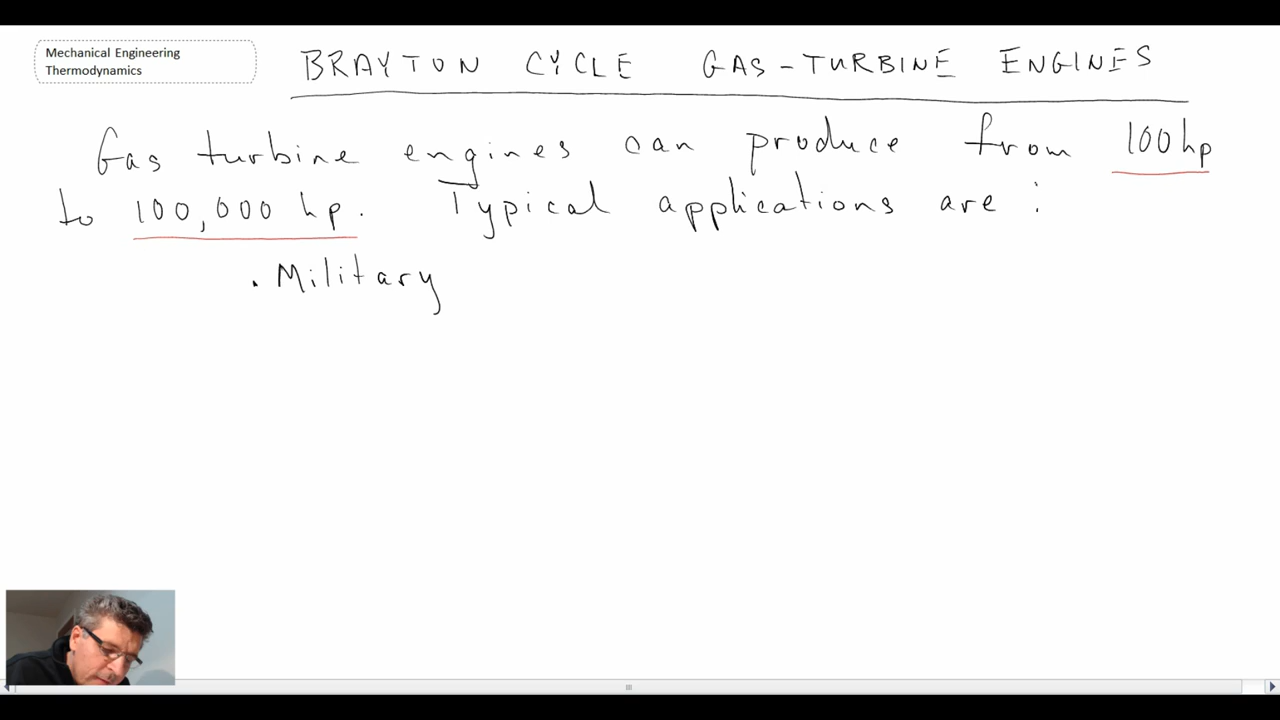 Mechanical Engineering
Thermodynamics
BRAYTON CYCLE GAS-TURBINE ENGINES
Gas turbine engines can produce from 100hp
to 100,000 hp. Typical applications are :
. Military